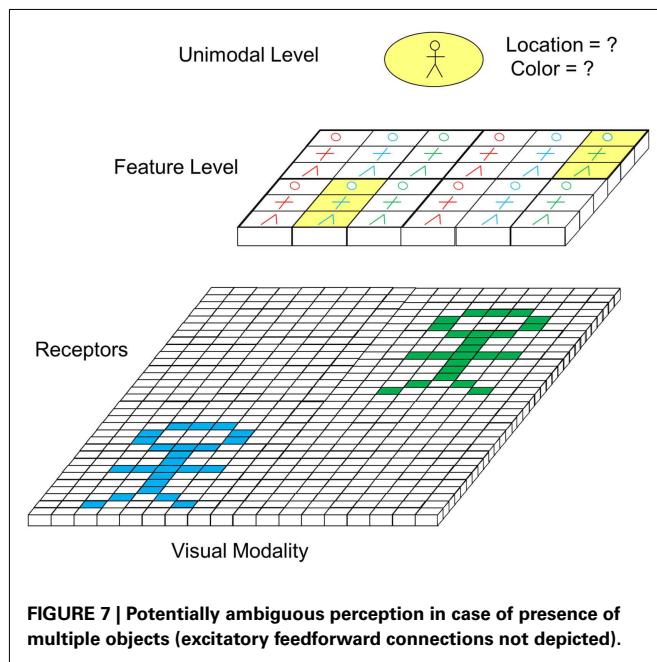 Unimodal Level
Location = ?
Color = ?
Feature Level
Receptors
Visual Modality
FIGURE 7 | Potentially ambiguous perception in case of presence of
multiple objects (excitatory feedforward connections not depicted).